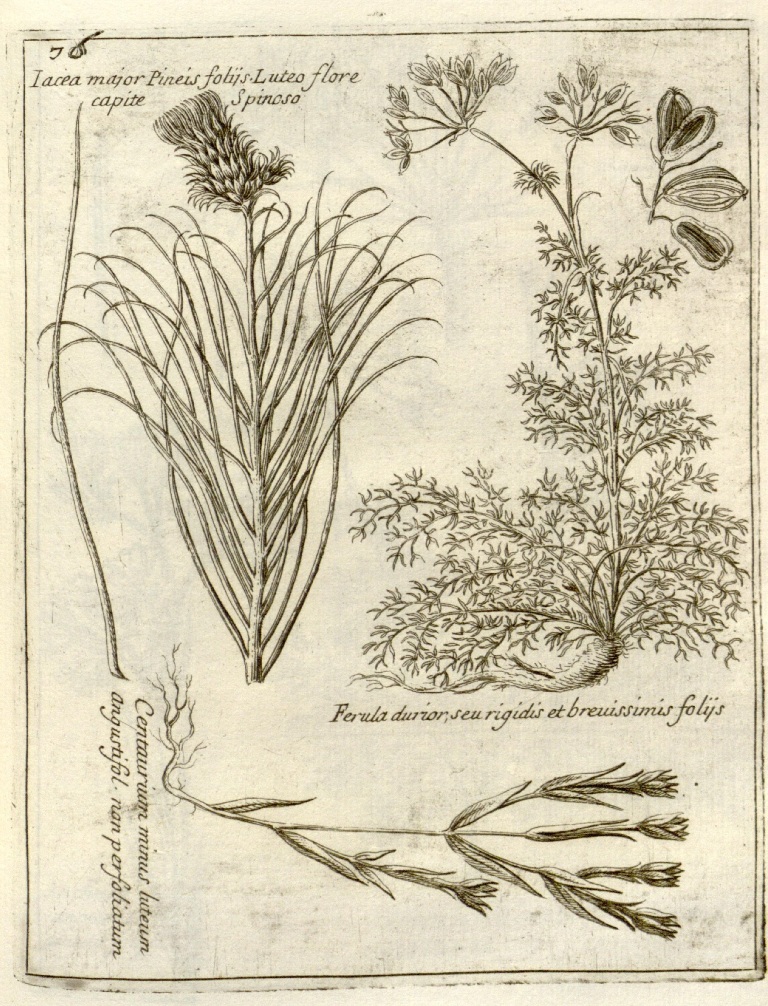 76
Iacea major Pineis folijs Luteo flore
capite Spinoso
Ferula durior, seu rigidis et breuissimis folijs
Centaurium minus luteum
angustifol. non perfoliatum